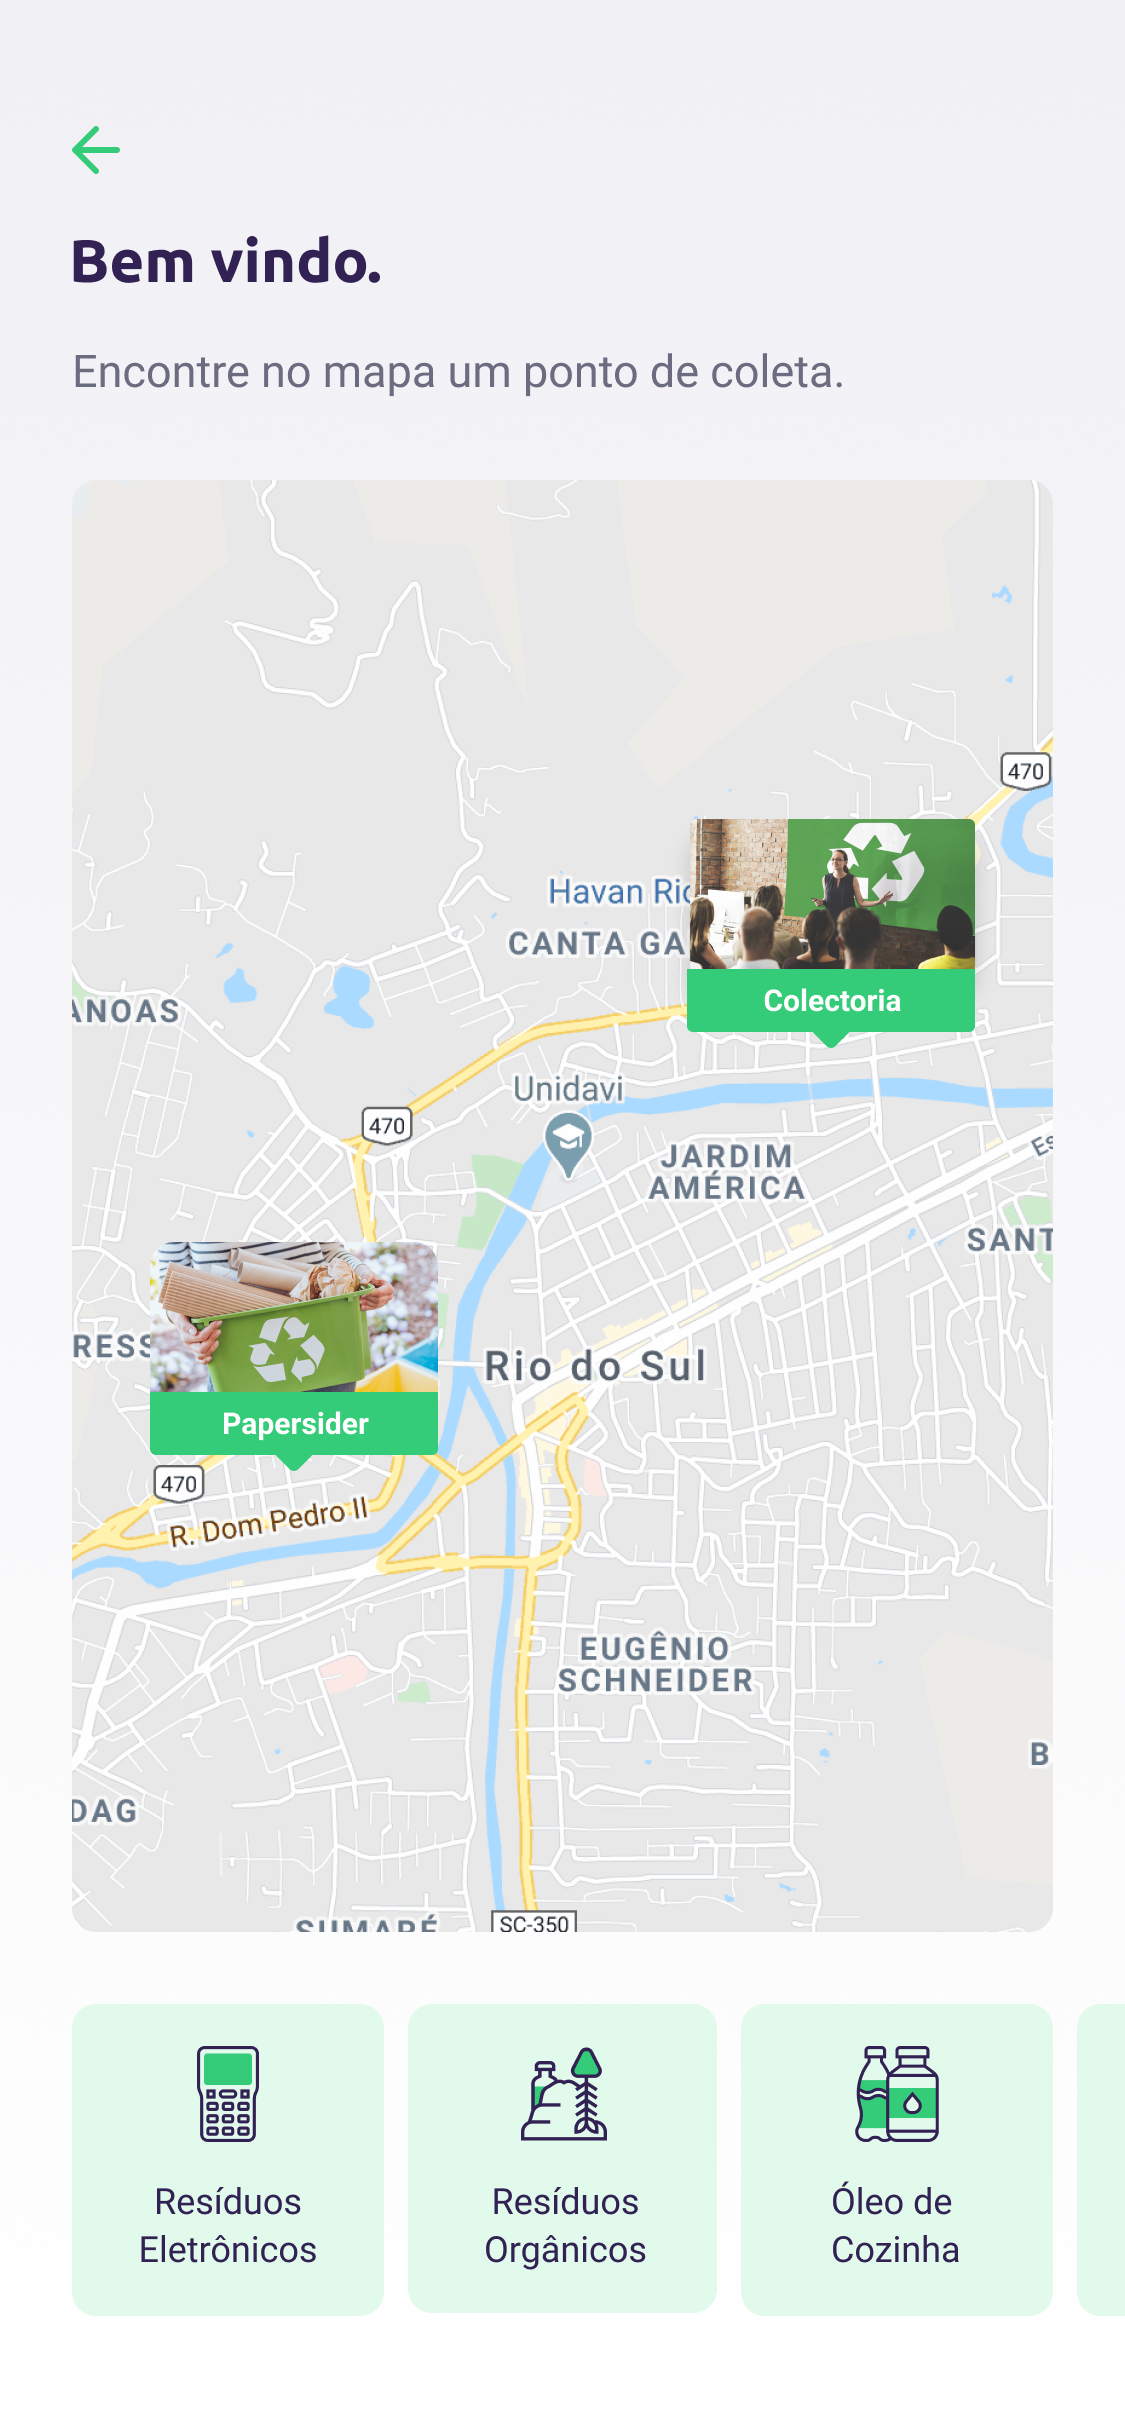 Bem vindo.
Encontre no mapa um ponto de coleta.
470
Havan Rio
CANTA GA
Colectoria
ANOAS
Unidavi
470
JARDIM
AMÉRICA
Es
SANT
RESS
Rio do Sul
Papersider
470
R. Dom Pedro II
EUGÊNIO
SCHNEIDER
B
DAG
SUMARÉ
SC-350
Resíduos
Eletrônicos
Resíduos
Orgânicos
Óleo de
Cozinha